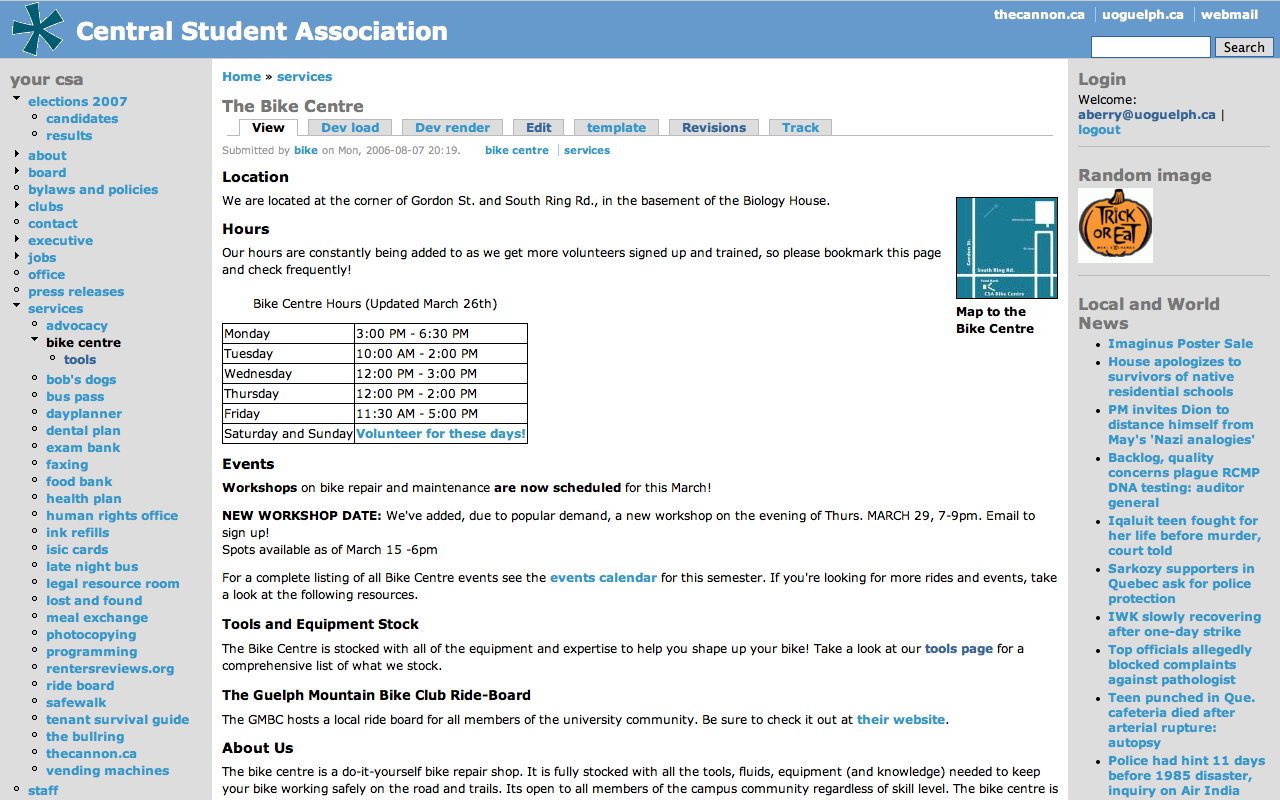 Central Student Association
thecannon.ca
uoguelph.ca
webmail
Search
your csa
elections 2007
candidates
results
about
board
bylaws and policies
clubs
contact
executive
jobs
office
press releases
services
advocacy
bike centre
tools
bob's dogs
bus pass
dayplanner
dental plan
exam bank
faxing
food bank
health plan
human rights office
ink refills
isic cards
late night bus
legal resource room
lost and found
meal exchange
photocopying
programming
rentersreviews.org
ride board
safewalk
tenant survival guide
the bullring
thecannon.ca
vending machines
staff
Home » services
The Bike Centre
View Dev load Dev render Edit template Revisions Track
Submitted by bike on Mon, 2006-08-07 20:19. bike centre services
Location
We are located at the corner of Gordon St. and South Ring Rd., in the basement of the Biology House.
Hours
Our hours are constantly being added to as we get more volunteers signed up and trained, so please bookmark this page
and check frequently!
Gordon St.
South Ring Rd.
CSA Bike Centre
Map to the
Bike Centre
Bike Centre Hours (Updated March 26th)
Monday 3:00 PM - 6:30 PM
Tuesday 10:00 AM - 2:00 PM
Wednesday 12:00 PM - 3:00 PM
Thursday 12:00 PM - 2:00 PM
Friday 11:30 AM - 5:00 PM
Saturday and Sunday Volunteer for these days!
Events
Workshops on bike repair and maintenance are now scheduled for this March!
NEW WORKSHOP DATE: We've added, due to popular demand, a new workshop on the evening of Thurs. MARCH 29, 7-9pm. Email to
sign up!
Spots available as of March 15 -6pm
For a complete listing of all Bike Centre events see the events calendar for this semester. If you're looking for more rides and events, take
a look at the following resources.
Tools and Equipment Stock
The Bike Centre is stocked with all of the equipment and expertise to help you shape up your bike! Take a look at our tools page for a
comprehensive list of what we stock.
The Guelph Mountain Bike Club Ride-Board
The GMBC hosts a local ride board for all members of the university community. Be sure to check it out at their website.
About Us
The bike centre is a do-it-yourself bike repair shop. It is fully stocked with all the tools, fluids, equipment (and knowledge) needed to keep
your bike working safely on the road and trails. Its open to all members of the campus community regardless of skill level. The bike centre is
Login
Welcome:
aberry@uoguelph.ca |
logout
Random image
TRICK
OR EAT
Local and World
News
Imaginus Poster Sale
House apologizes to
survivors of native
residential schools
PM invites Dion to
distance himself from
May's 'Nazi analogies'
Backlog, quality
concerns plague RCMP
DNA testing: auditor
general
Iqaluit teen fought for
her life before murder,
court told
Sarkozy supporters in
Quebec ask for police
protection
IWK slowly recovering
after one-day strike
Top officials allegedly
blocked complaints
against pathologist
Teen punched in Que.
cafeteria died after
arterial rupture:
autopsy
Police had hint 11 days
before 1985 disaster,
inquiry on Air India